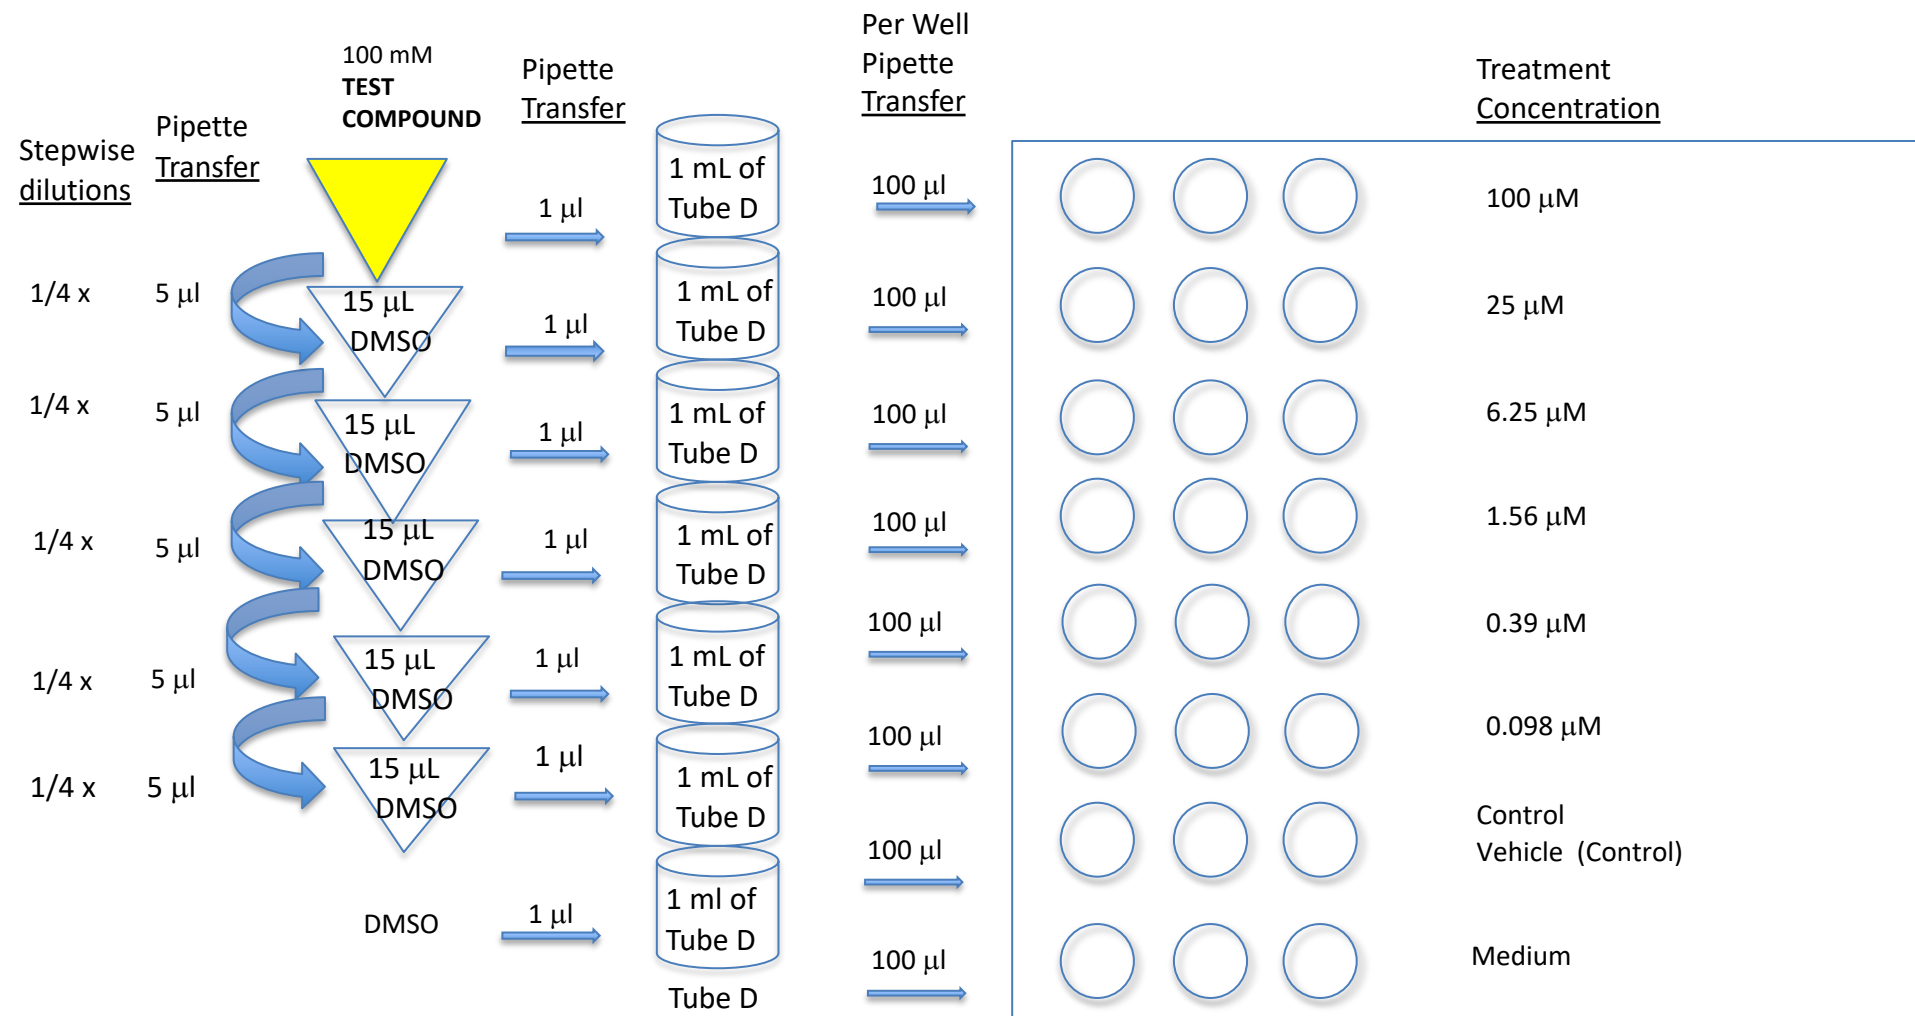 Stepwise
dilutions
Pipette
Transfer
100 mM
TEST
COMPOUND
Pipette
Transfer
Per Well
Pipette
Transfer
Treatment
Concentration
1 μl
1 mL of
Tube D
100 μl
100 μM
1/4 x
5 μl
15 μL
DMSO
1 μl
1 mL of
Tube D
100 μl
25 μM
1/4 x
5 μl
15 μL
DMSO
1 μl
1 mL of
Tube D
100 μl
6.25 μM
1/4 x
5 μl
15 μL
DMSO
1 μl
1 mL of
Tube D
100 μl
1.56 μM
1/4 x
5 μl
15 μL
DMSO
1 μl
1 mL of
Tube D
100 μl
0.39 μM
1/4 x
5 μl
15 μL
DMSO
1 μl
1 mL of
Tube D
100 μl
0.098 μM
DMSO
1 μl
1 ml of
Tube D
100 μl
Control
Vehicle (Control)
Tube D
100 μl
Medium